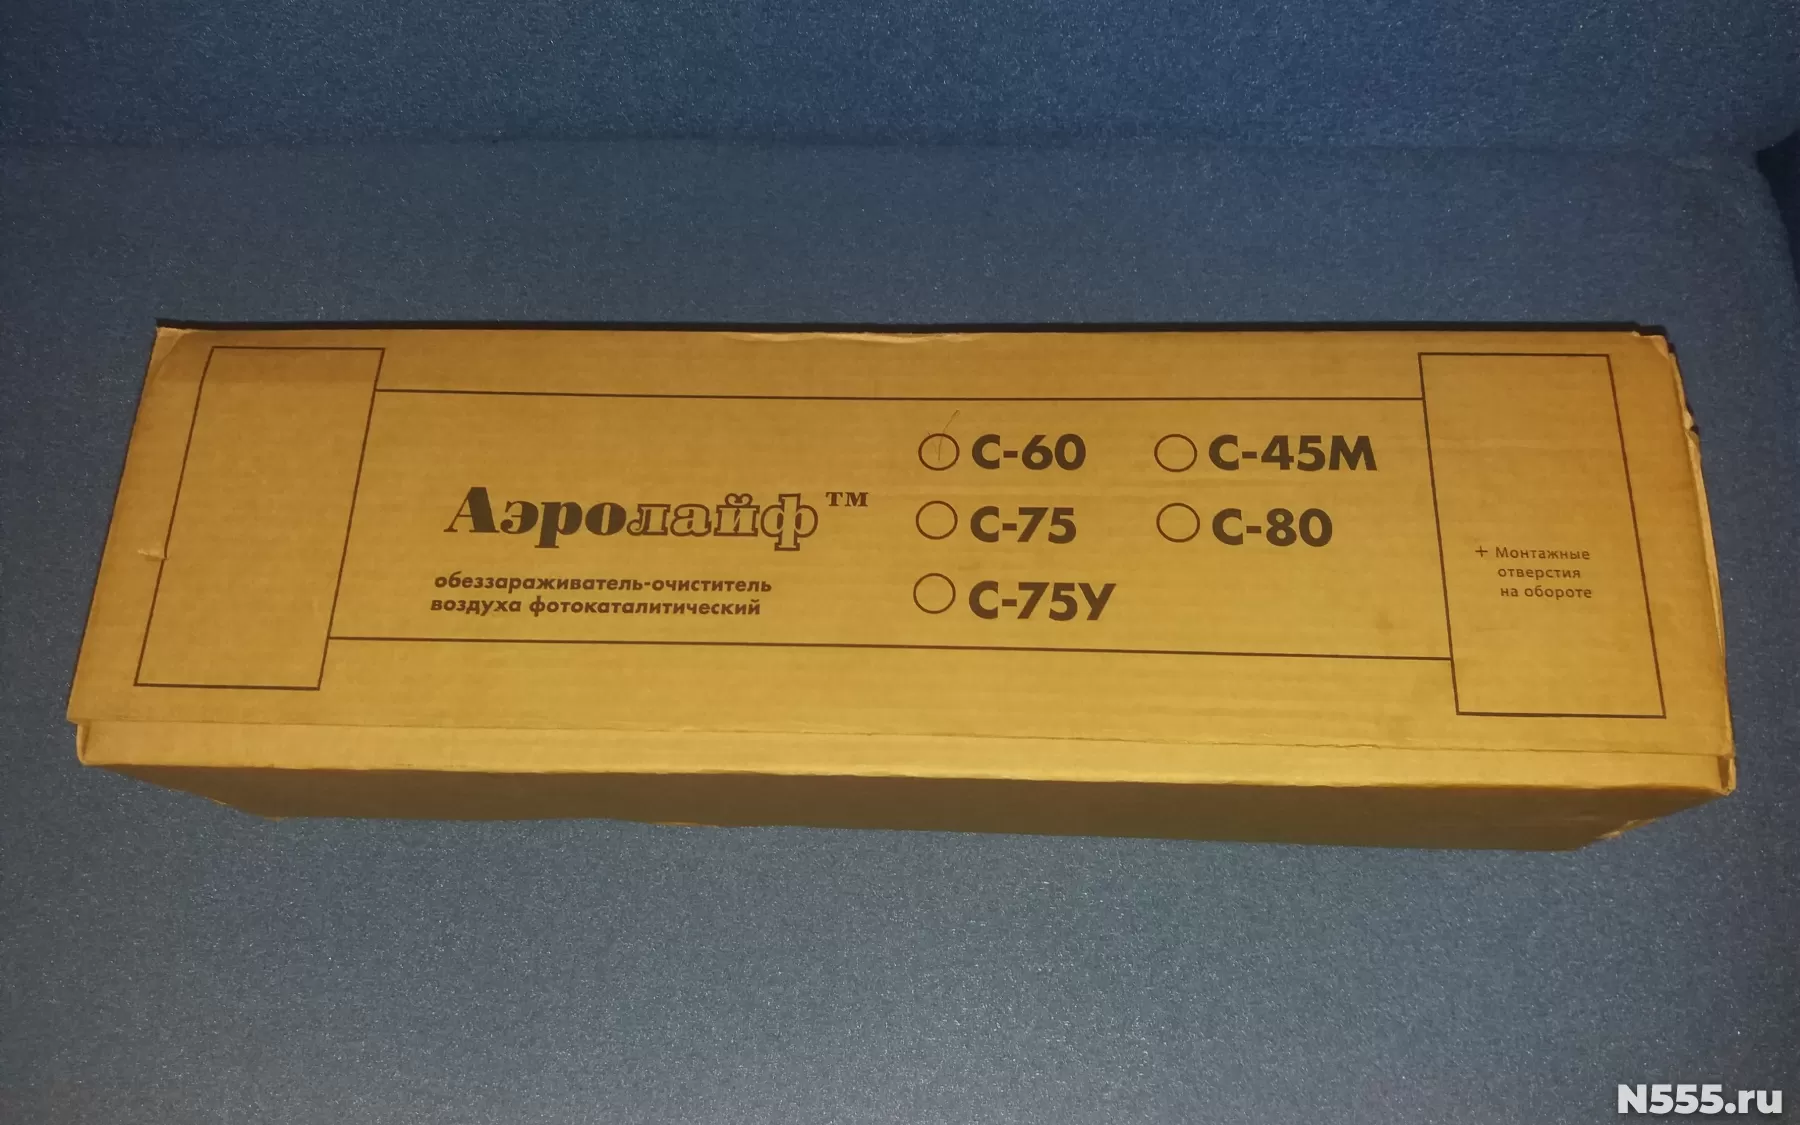 Аэролайф™
обеззараживатель-очиститель
воздуха фотокаталитический
С-60
С-45М
С-75
С-80
С-75У
+ Монтажные
отверстия
на обороте
N555.ru